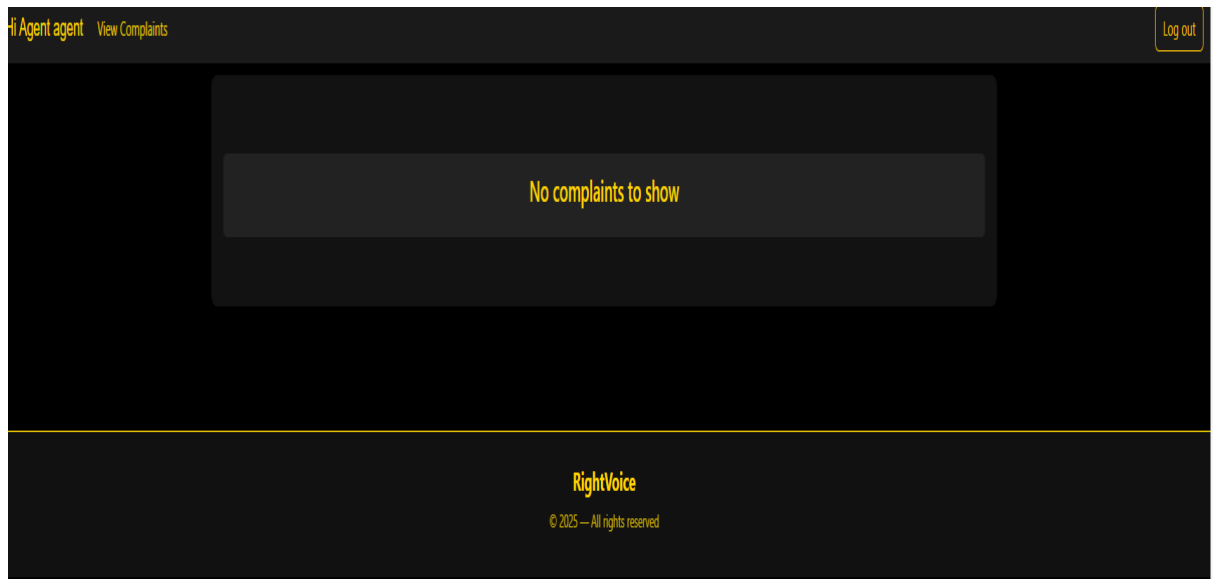 Hi Agent agent View Complaints Log out
No complaints to show
RightVoice
© 2025 — All rights reserved